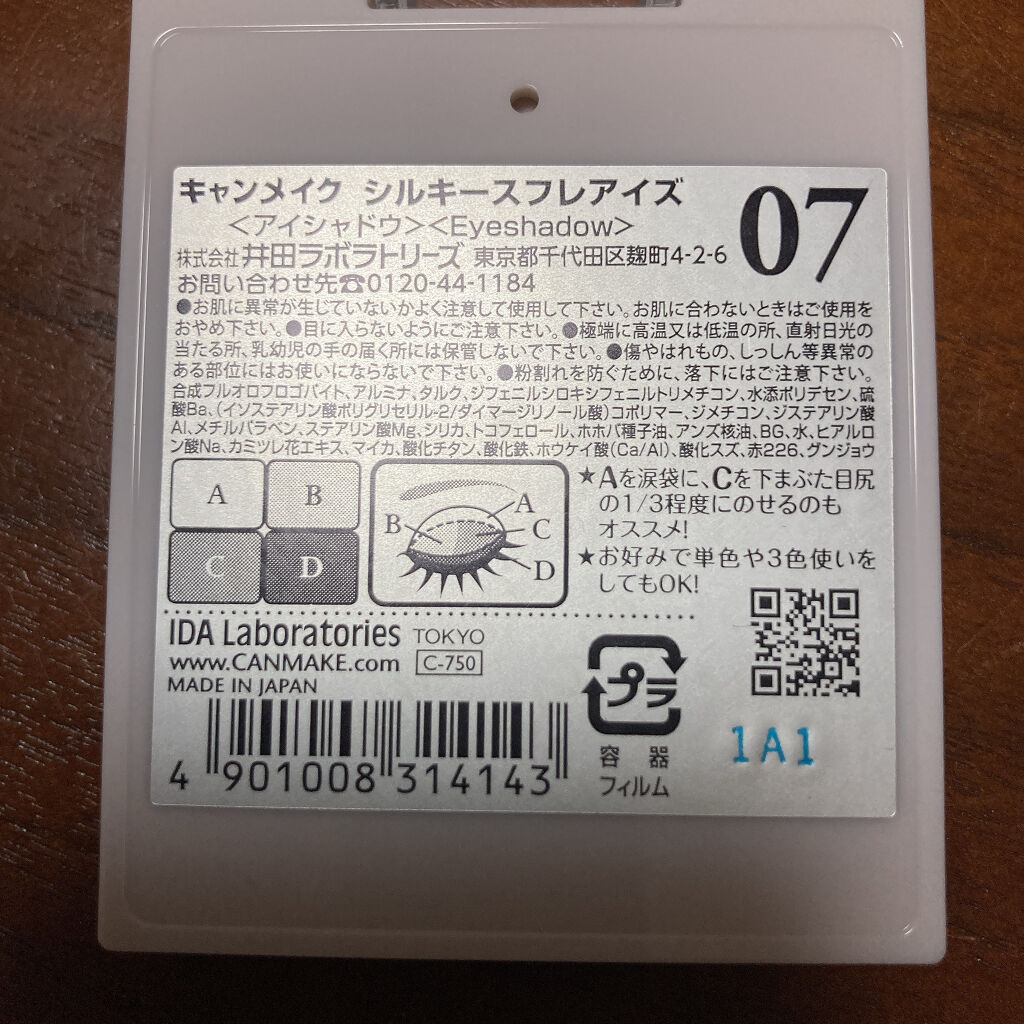 キャンメイク シルキースフレアイズ
07
<アイシャドウ><Eyeshadow>
株式会社 井田ラボラトリーズ 東京都千代田区麹町4-2-6
お問い合わせ先☎0120-44-1184
●お肌に異常が生じていないかよく注意して使用して下さい。お肌に合わないときはご使用を
おやめ下さい。●目に入らないようにご注意下さい。●極端に高温又は低温の所、直射日光の
当たる所、乳幼児の手の届く所には保管しないで下さい。●傷やはれもの、しっしん等異常の
ある部位にはお使いにならないで下さい。●粉割れを防ぐために、落下にはご注意下さい。
合成フルオロフロゴパイト、アルミナ、タルク、ジフェニルシロキシフェニルトリメチコン、水添ポリデセン、硫
酸Ba、(イソステアリン酸ポリグリセリル-2/ダイマージリノール酸)コポリマー、ジメチコン、ジステアリン酸
Al、メチルパラベン、ステアリン酸Mg、シリカ、トコフェロール、ホホバ種子油、アンズ核油、BG、水、ヒアルロ
ン酸Na、カミツレ花エキス、マイカ、酸化チタン、酸化鉄、ホウケイ酸(Ca/Al)、酸化スズ、赤226、グンジョウ
A B
C D
A
B C
D
★Aを涙袋に、Cを下まぶた目尻
の1/3程度にのせるのも
オススメ!
★お好みで単色や3色使いを
してもOK!
IDA Laboratories TOKYO
www.CANMAKE.com C-750
MADE IN JAPAN
プラ
容器
フィルム
1A1
4 901008 314143